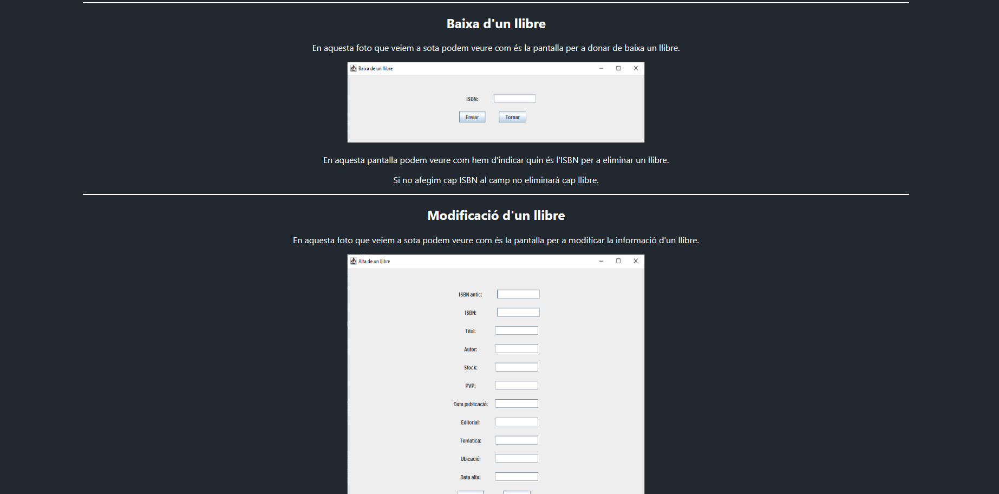 Baixa d'un llibre
En aquesta foto que veiem a sota podem veure com és la pantalla per a donar de baixa un llibre.
Baixa de un llibre
ISBN:
Enviar Tornar
En aquesta pantalla podem veure com hem d'indicar quin és l'ISBN per a eliminar un llibre.
Si no afegim cap ISBN al camp no eliminarà cap llibre.
Modificació d'un llibre
En aquesta foto que veiem a sota podem veure com és la pantalla per a modificar la informació d'un llibre.
Alta de un llibre
ISBN antic:
ISBN:
Titol:
Autor:
Stock:
PVP:
Data publicació:
Editorial:
Tematica:
Ubicació:
Data alta: